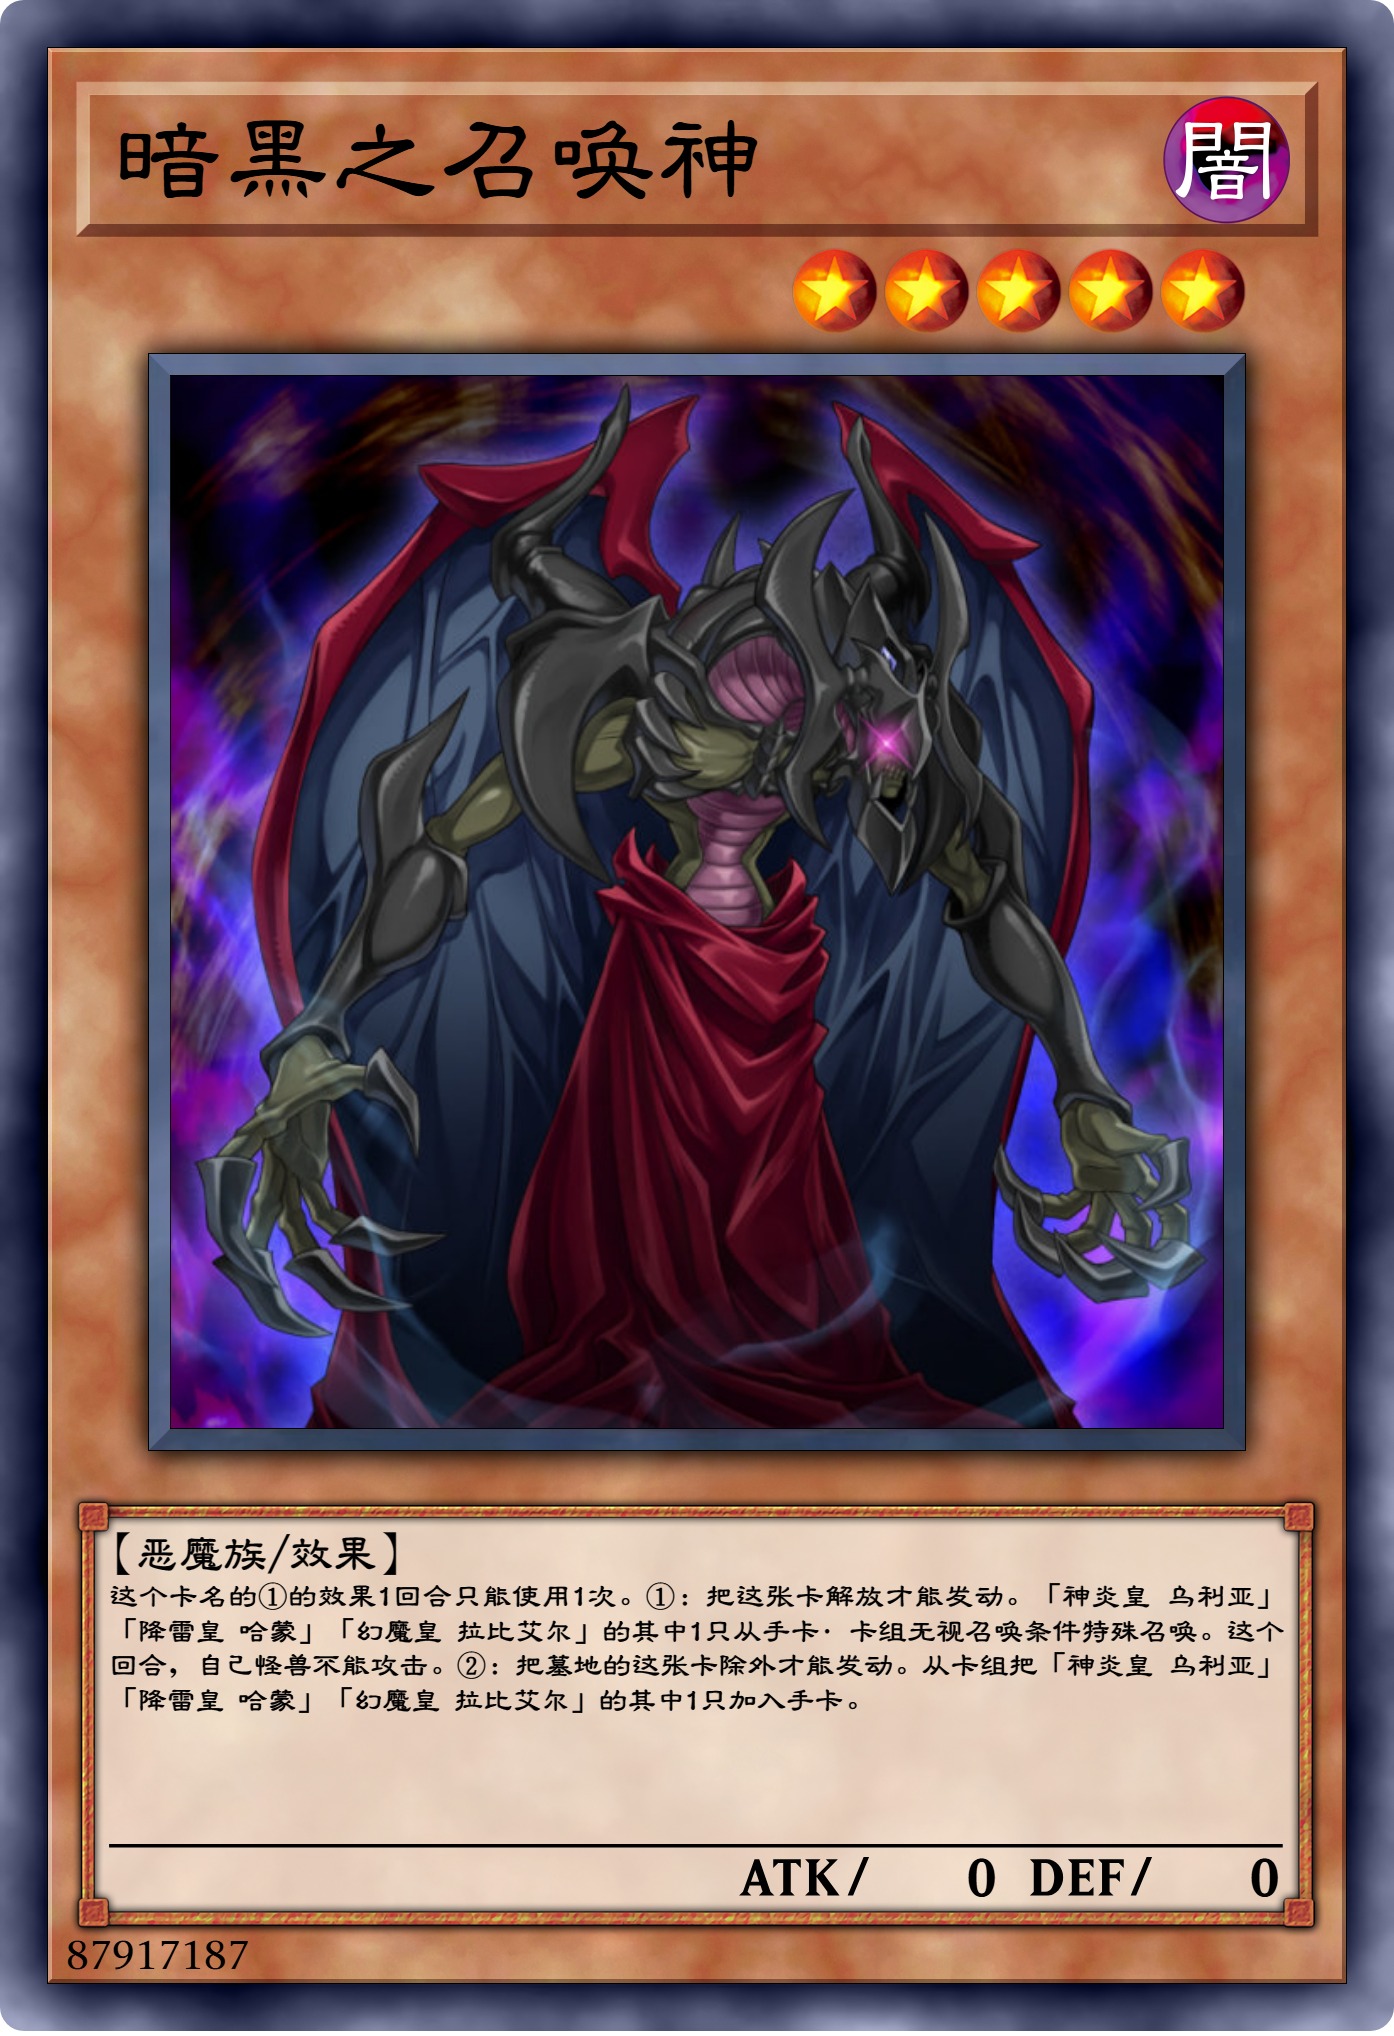 暗黑之召唤神
闇
【恶魔族/效果】
这个卡名的①的效果1回合只能使用1次。①：把这张卡解放才能发动。「神炎皇 乌利亚」
「降雷皇 哈蒙」「幻魔皇 拉比艾尔」的其中1只从手卡·卡组无视召唤条件特殊召唤。这个
回合，自己怪兽不能攻击。②：把墓地的这张卡除外才能发动。从卡组把「神炎皇 乌利亚」
「降雷皇 哈蒙」「幻魔皇 拉比艾尔」的其中1只加入手卡。
ATK/ 0 DEF/ 0
87917187